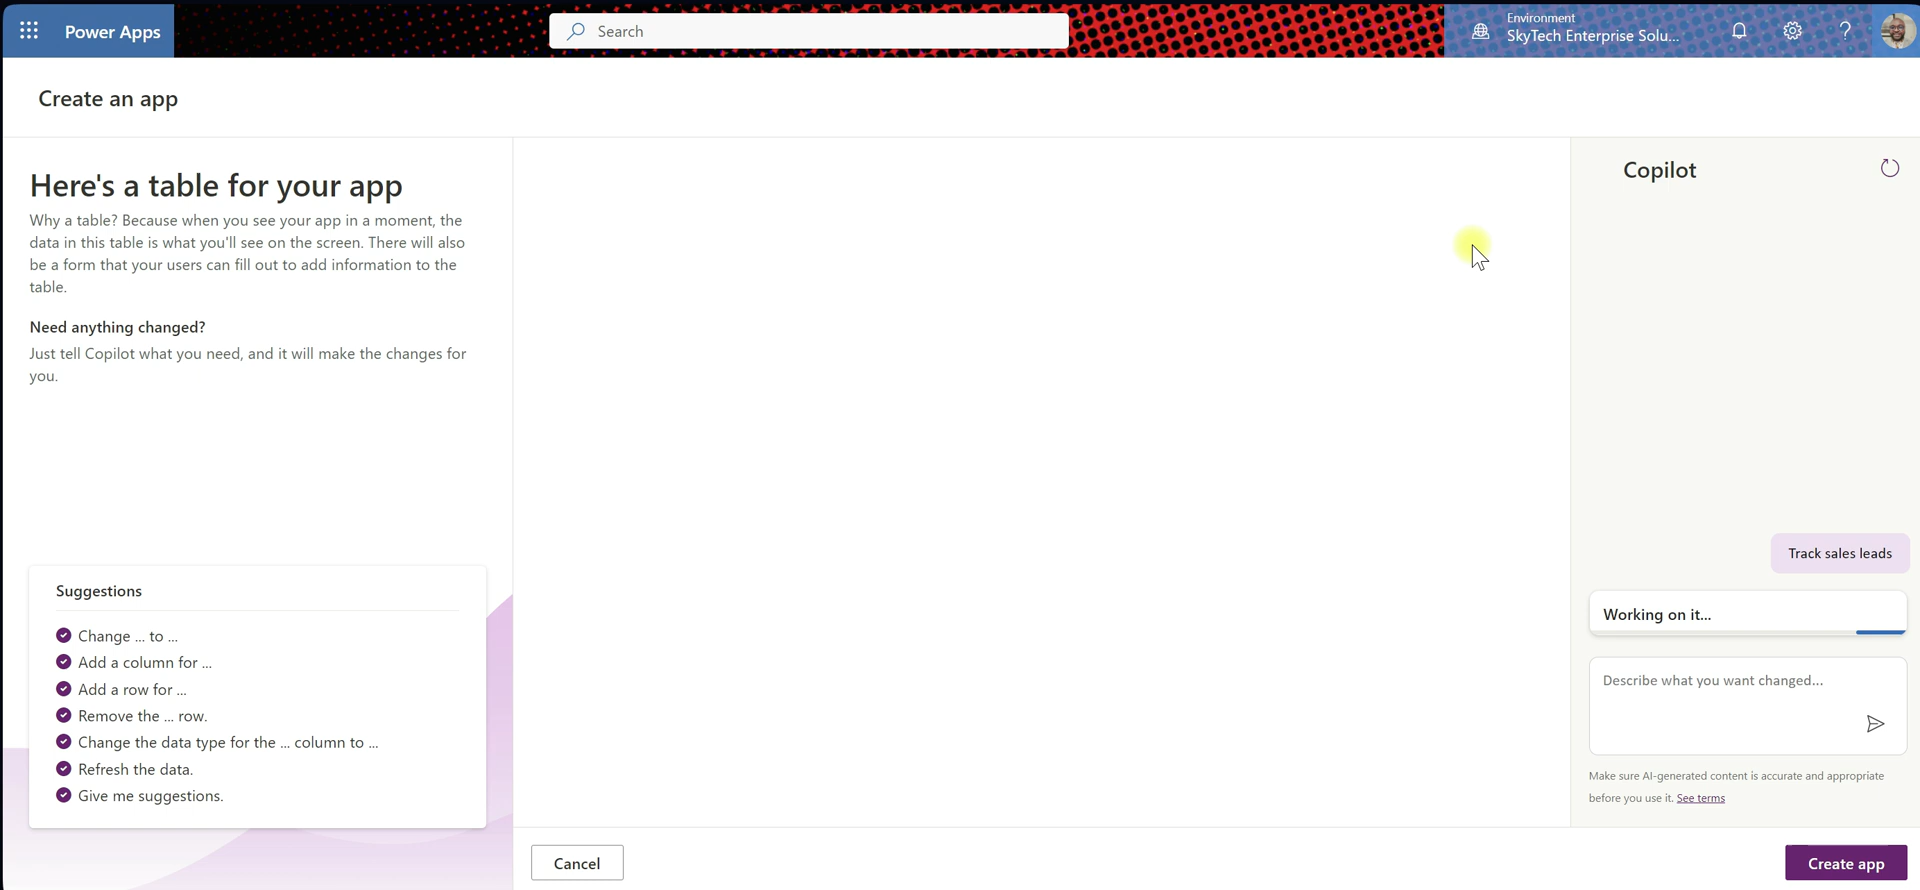 Power Apps
Search
Environment
SkyTech Enterprise Solu...
?
Create an app
Here's a table for your app
Why a table? Because when you see your app in a moment, the
data in this table is what you'll see on the screen. There will also
be a form that your users can fill out to add information to the
table.
Need anything changed?
Just tell Copilot what you need, and it will make the changes for
you.
Suggestions
Change ... to ...
Add a column for ...
Add a row for ...
Remove the ... row.
Change the data type for the ... column to ...
Refresh the data.
Give me suggestions.
Copilot
Track sales leads
Working on it...
Describe what you want changed...
Make sure AI-generated content is accurate and appropriate
before you use it. See terms
Cancel
Create app